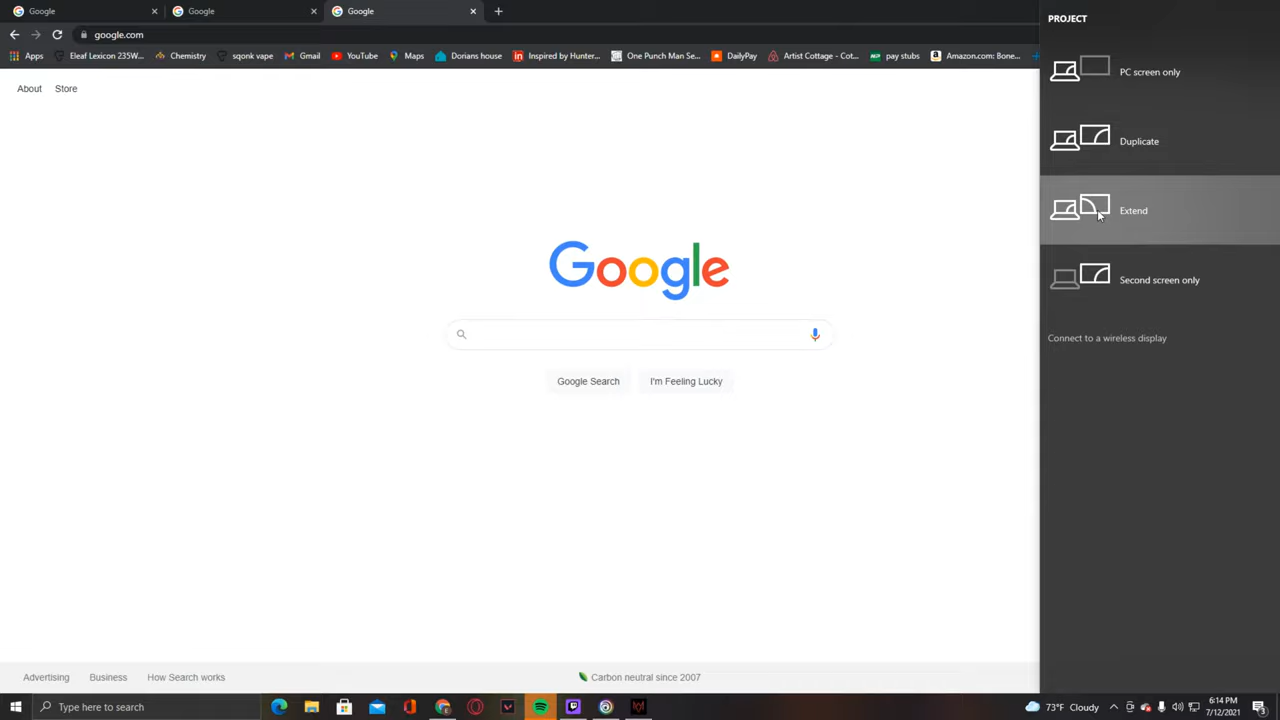 Google
Google
Google
google.com
Apps
Eleaf Lexicon 235W...
Chemistry
sqonk vape
Gmail
YouTube
Maps
Dorians house
Inspired by Hunter...
One Punch Man Se...
DailyPay
Artist Cottage - Cot...
pay stubs
Amazon.com: Bone...
About
Store
Google
Google Search
I'm Feeling Lucky
Advertising
Business
How Search works
Carbon neutral since 2007
PROJECT
PC screen only
Duplicate
Extend
Second screen only
Connect to a wireless display
Type here to search
73°F Cloudy
6:14 PM
7/12/2021